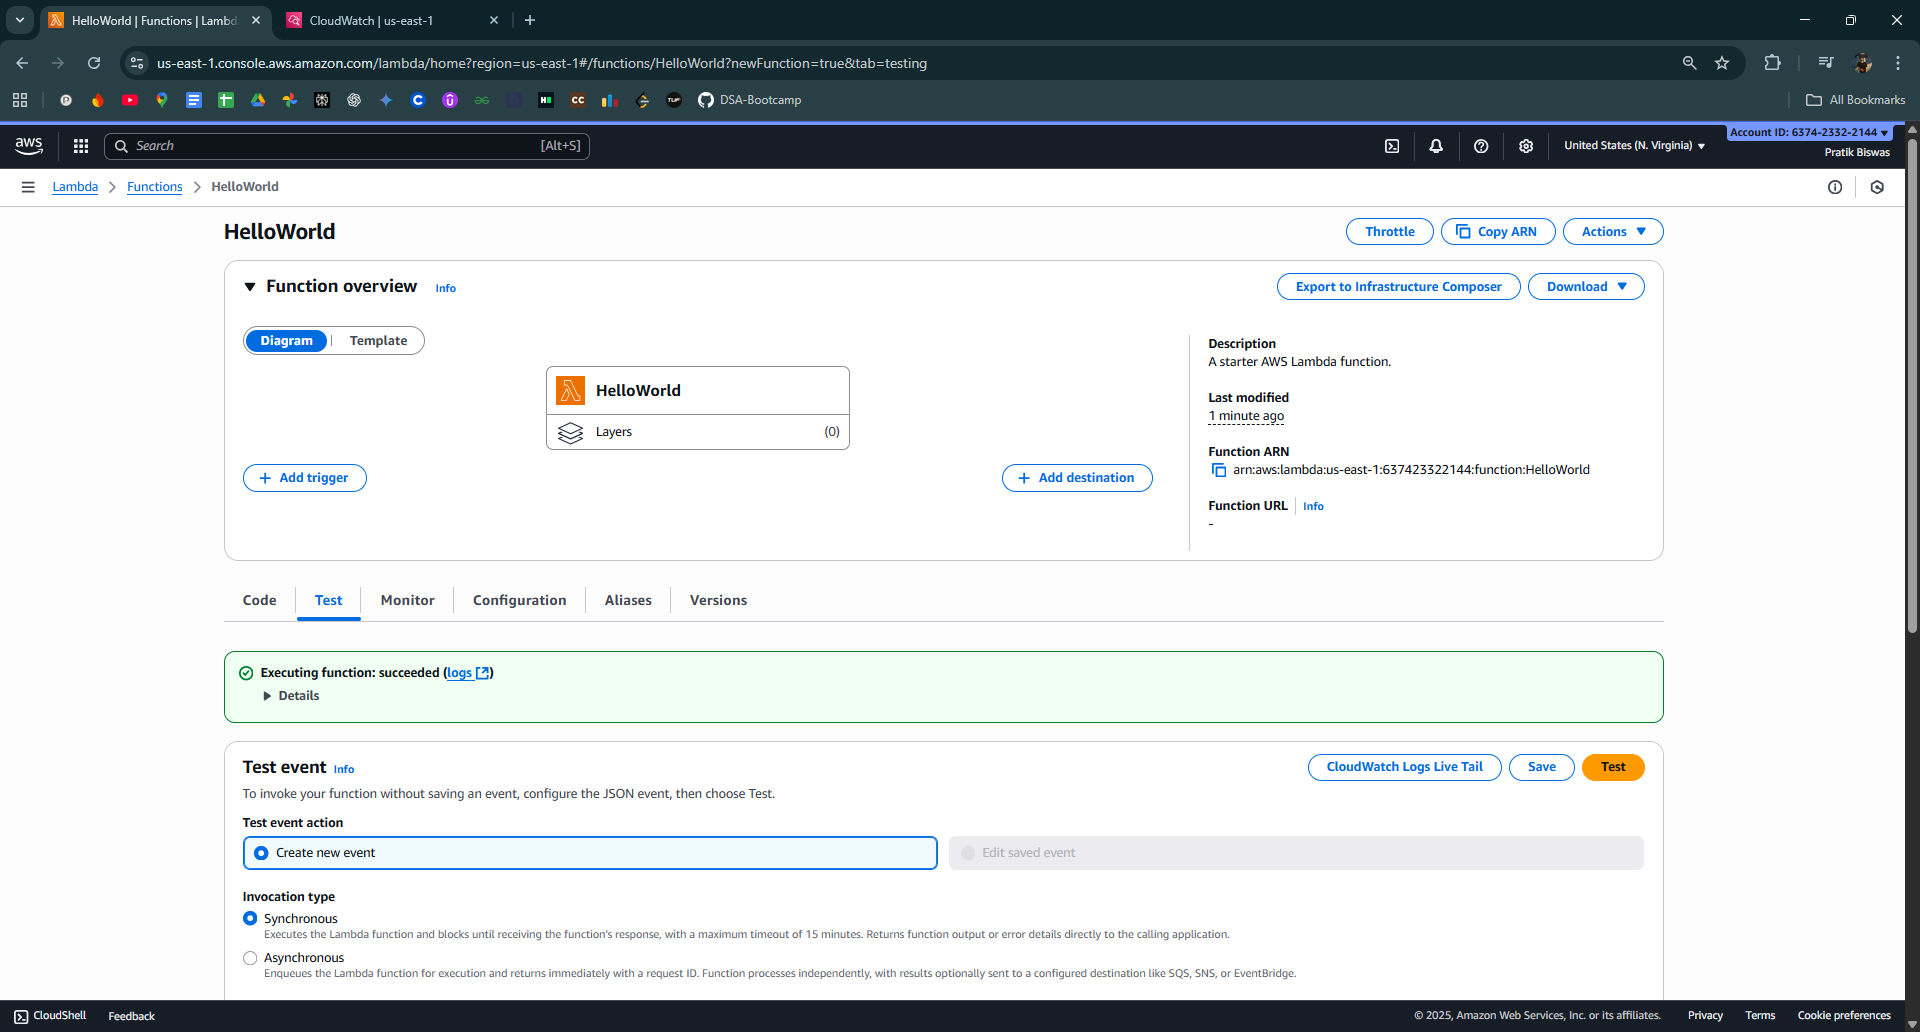 HelloWorld | Functions | Lambd
CloudWatch | us-east-1
us-east-1.console.aws.amazon.com/lambda/home?region=us-east-1#/functions/HelloWorld?newFunction=true&tab=testing
DSA-Bootcamp
All Bookmarks
aws
Search
[Alt+S]
United States (N. Virginia)
Account ID: 6374-2332-2144
Pratik Biswas
Lambda
Functions
HelloWorld
HelloWorld
Throttle
Copy ARN
Actions
Function overview
Info
Export to Infrastructure Composer
Download
Diagram
Template
HelloWorld
Layers
(0)
Add trigger
Add destination
Description
A starter AWS Lambda function.
Last modified
1 minute ago
Function ARN
arn:aws:lambda:us-east-1:637423322144:function:HelloWorld
Function URL
Info
-
Code
Test
Monitor
Configuration
Aliases
Versions
Executing function: succeeded (logs)
Details
Test event
Info
CloudWatch Logs Live Tail
Save
Test
To invoke your function without saving an event, configure the JSON event, then choose Test.
Test event action
Create new event
Edit saved event
Invocation type
Synchronous
Executes the Lambda function and blocks until receiving the function's response, with a maximum timeout of 15 minutes. Returns function output or error details directly to the calling application.
Asynchronous
Enqueues the Lambda function for execution and returns immediately with a request ID. Function processes independently, with results optionally sent to a configured destination like SQS, SNS, or EventBridge.
CloudShell
Feedback
© 2025, Amazon Web Services, Inc. or its affiliates.
Privacy
Terms
Cookie preferences